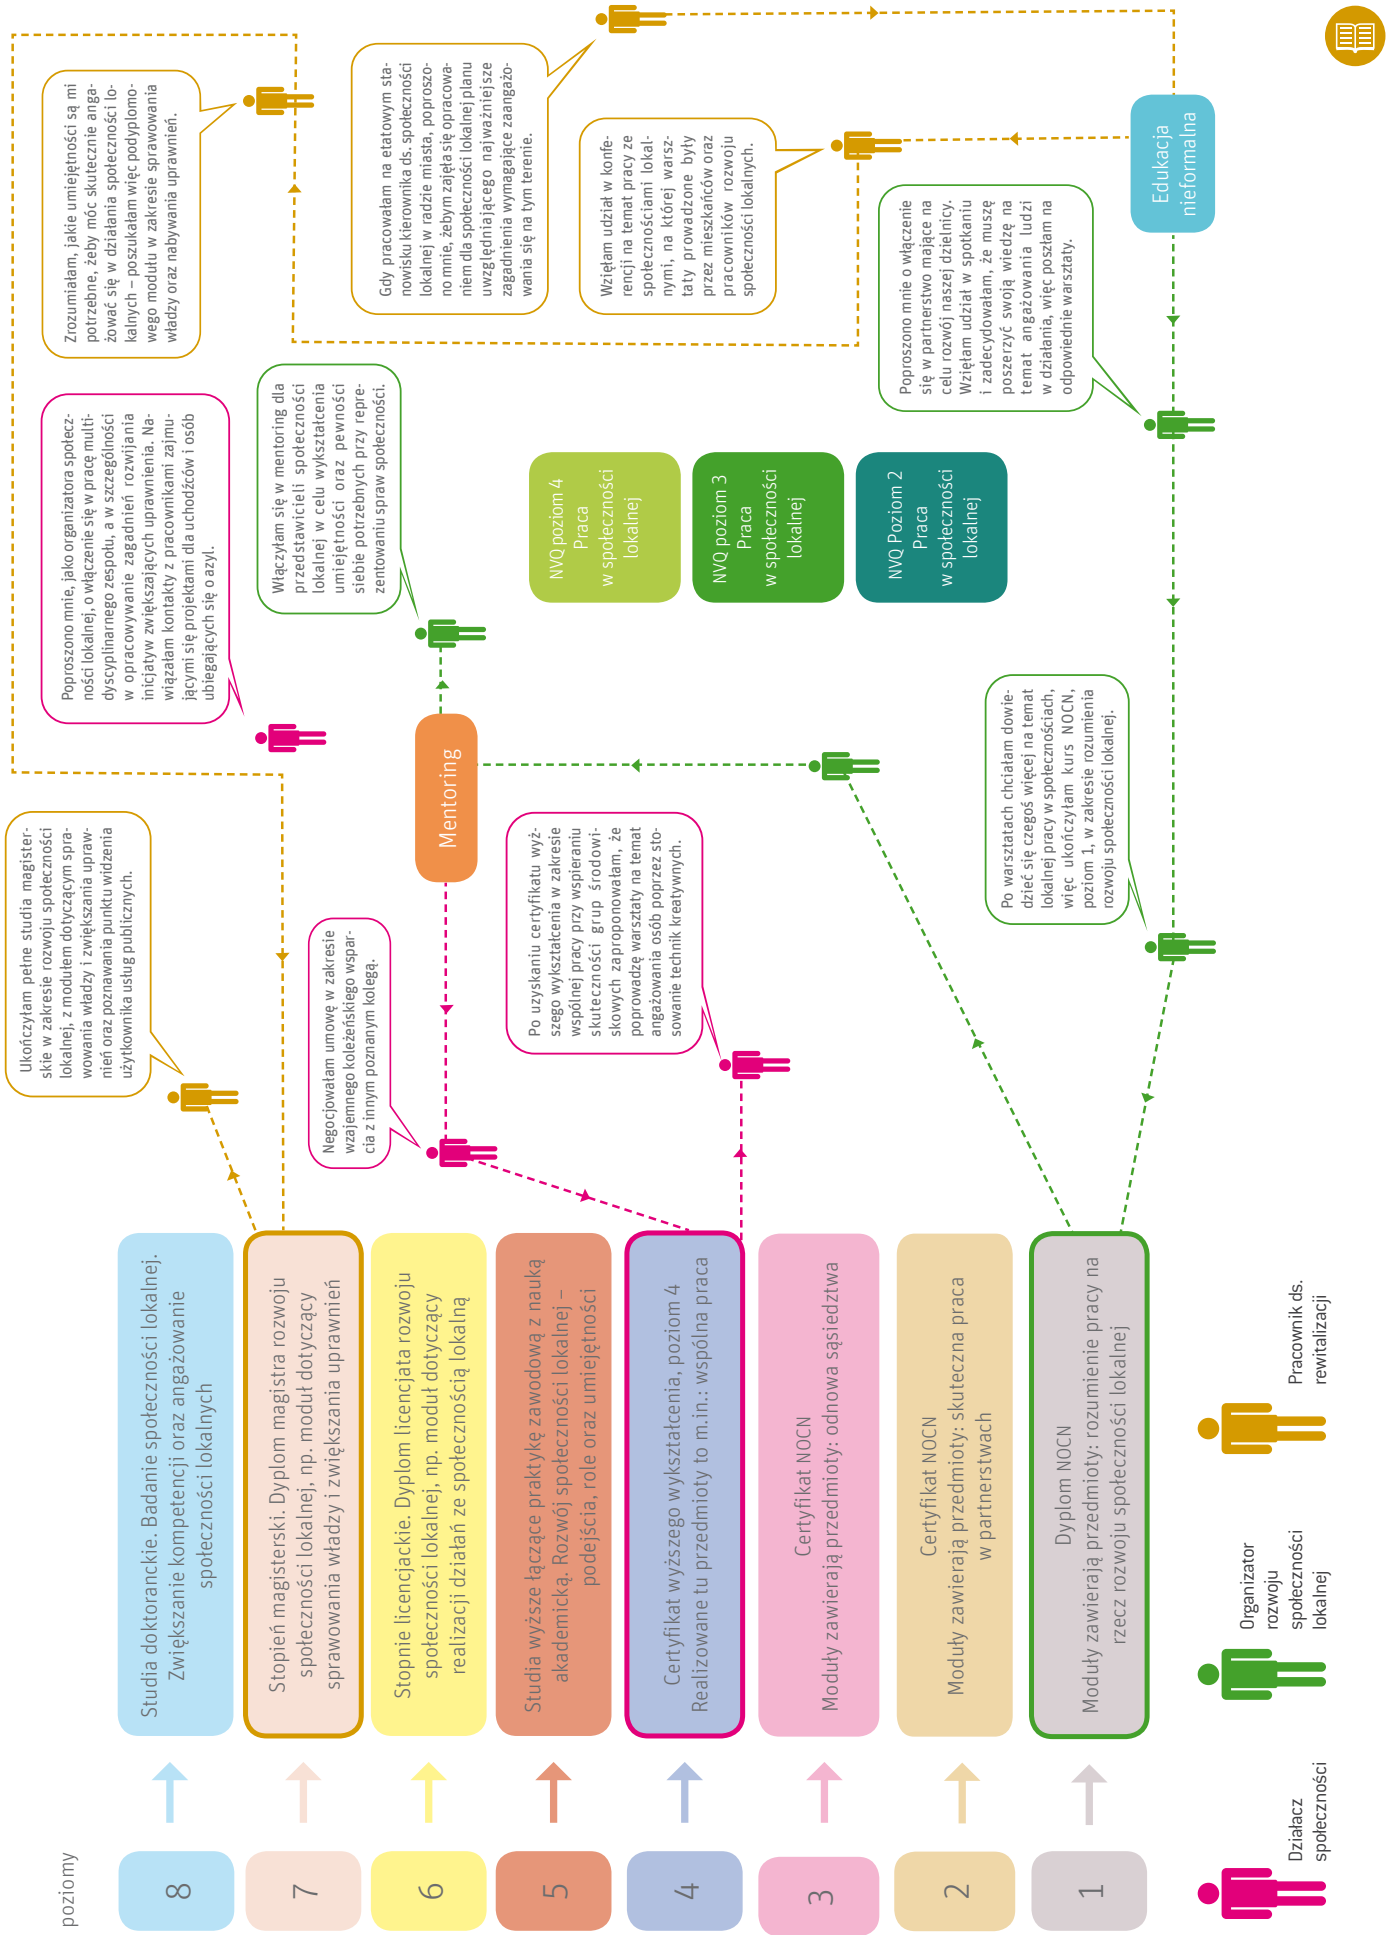 poziomy
8
Studia doktoranckie. Badanie społeczności lokalnej.
Zwiększanie kompetencji oraz angażowanie
społeczności lokalnych
7
Stopień magisterski. Dyplom magistra rozwoju
społeczności lokalnej, np. moduł dotyczący
sprawowania władzy i zwiększania uprawnień
6
Stopnie licencjackie. Dyplom licencjata rozwoju
społeczności lokalnej, np. moduł dotyczący
realizacji działań ze społecznością lokalną
5
Studia wyższe łączące praktykę zawodową z nauką
akademicką. Rozwój społeczności lokalnej –
podejścia, role oraz umiejętności
4
Certyfikat wyższego wykształcenia, poziom 4
Realizowane tu przedmioty to m.in.: wspólna praca
3
Certyfikat NOCN
Moduły zawierają przedmioty: odnowa sąsiedztwa
2
Certyfikat NOCN
Moduły zawierają przedmioty: skuteczna praca
w partnerstwach
1
Dyplom NOCN
Moduły zawierają przedmioty: rozumienie pracy na
rzecz rozwoju społeczności lokalnej
Działacz
społeczności
Organizator
rozwoju
społeczności
lokalnej
Pracownik ds.
rewitalizacji
Ukończyłam pełne studia magister-
skie w zakresie rozwoju społeczności
lokalnej, z modułem dotyczącym spra-
wowania władzy i zwiększania upraw-
nień oraz poznawania punktu widzenia
użytkownika usług publicznych.
Negocjowałam umowę w zakresie
wzajemnego koleżeńskiego wspar-
cia z innym poznanym kolegą.
Po uzyskaniu certyfikatu wyż-
szego wykształcenia w zakresie
wspólnej pracy przy wspieraniu
skuteczności grup środowi-
skowych zaproponowałam, że
poprowadzę warsztaty na temat
angażowania osób poprzez sto-
sowanie technik kreatywnych.
Mentoring
Po warsztatach chciałam dowie-
dzieć się czegoś więcej na temat
lokalnej pracy w społecznościach,
więc ukończyłam kurs NOCN,
poziom 1, w zakresie rozumienia
rozwoju społeczności lokalnej.
Poproszono mnie, jako organizatora społecz-
ności lokalnej, o włączenie się w pracę multi-
dyscyplinarnego zespołu, a w szczególności
w opracowywanie zagadnień rozwijania
inicjatyw zwiększających uprawnienia. Na-
wiązałam kontakty z pracownikami zajmu-
jącymi się projektami dla uchodźców i osób
ubiegających się o azyl.
Włączyłam się w mentoring dla
przedstawicieli społeczności
lokalnej w celu wykształcenia
umiejętności oraz pewności
siebie potrzebnych przy repre-
zentowaniu spraw społeczności.
NVQ poziom 4
Praca
w społeczności
lokalnej
NVQ poziom 3
Praca
w społeczności
lokalnej
NVQ Poziom 2
Praca
w społeczności
lokalnej
Zrozumiałam, jakie umiejętności są mi
potrzebne, żeby móc skutecznie anga-
żować się w działania społeczności lo-
kalnych – poszukałam więc podyplomo-
wego modułu w zakresie sprawowania
władzy oraz nabywania uprawnień.
Gdy pracowałam na etatowym sta-
nowisku kierownika ds. społeczności
lokalnej w radzie miasta, poproszo-
no mnie, żebym zajęła się opracowa-
niem dla społeczności lokalnej planu
uwzględniającego najważniejsze
zagadnienia wymagające zaangażo-
wania się na tym terenie.
Wzięłam udział w konfe-
rencji na temat pracy ze
społecznościami lokal-
nymi, na której warsz-
taty prowadzone były
przez mieszkańców oraz
pracowników rozwoju
społeczności lokalnych.
Poproszono mnie o włączenie
się w partnerstwo mające na
celu rozwój naszej dzielnicy.
Wzięłam udział w spotkaniu
i zadecydowałam, że muszę
poszerzyć swoją wiedzę na
temat angażowania ludzi
w działania, więc poszłam na
odpowiednie warsztaty.
Edukacja
nieformalna